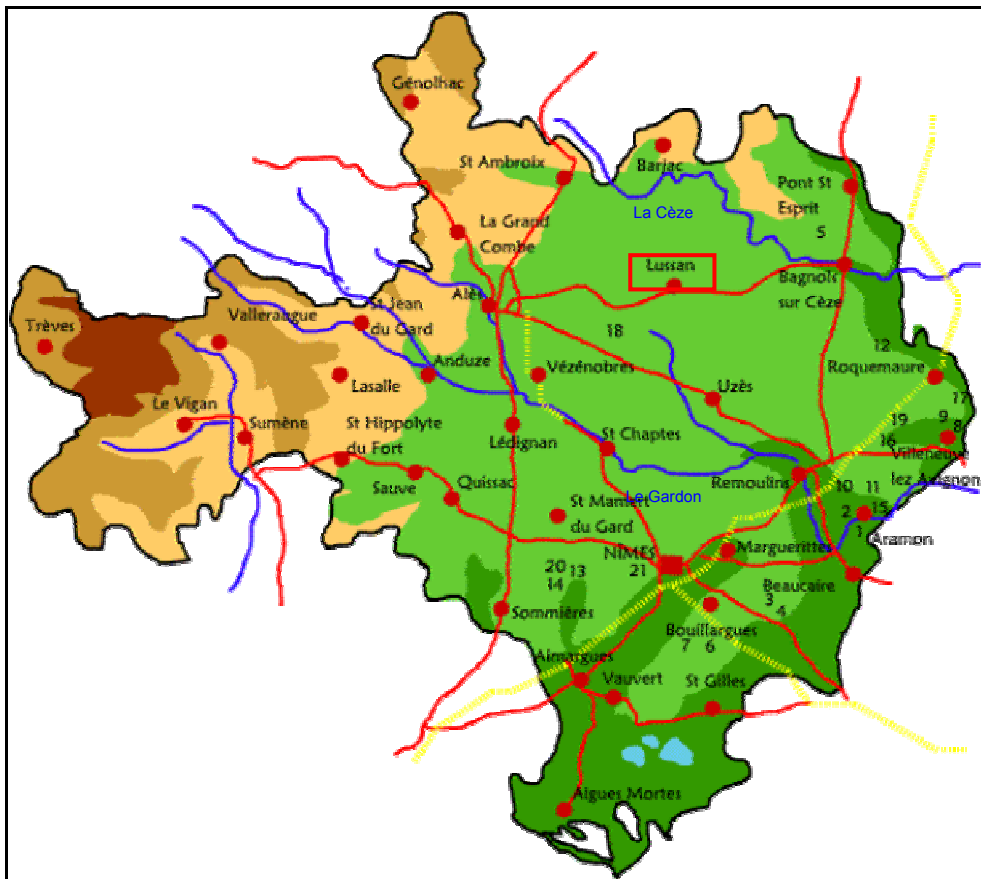 Génolhac
St Ambroix
Barjac
Pont St
Esprit
La Cèze
5
La Grand
Combe
Lussan
Bagnols
sur Cèze
Alès
St Jean
du Gard
Valleraugue
Trèves
18
12
Anduze
Vézénobres
Roquemaure
Lasalle
Uzès
17
Le Vigan
St Hippolyte
du Fort
19
9
8
Sumène
Lédignan
St Chaptes
16
Villeneuve
lez Avignon
Sauve
Quissac
Le Gardon
Remoulins
10
11
St Mamert
du Gard
2
15
1
Aramon
NIMES
21
Marguerittes
20
13
14
Beaucaire
3
4
Sommières
Bouillargues
7
6
Aimargues
Vauvert
St Gilles
Aigues Mortes